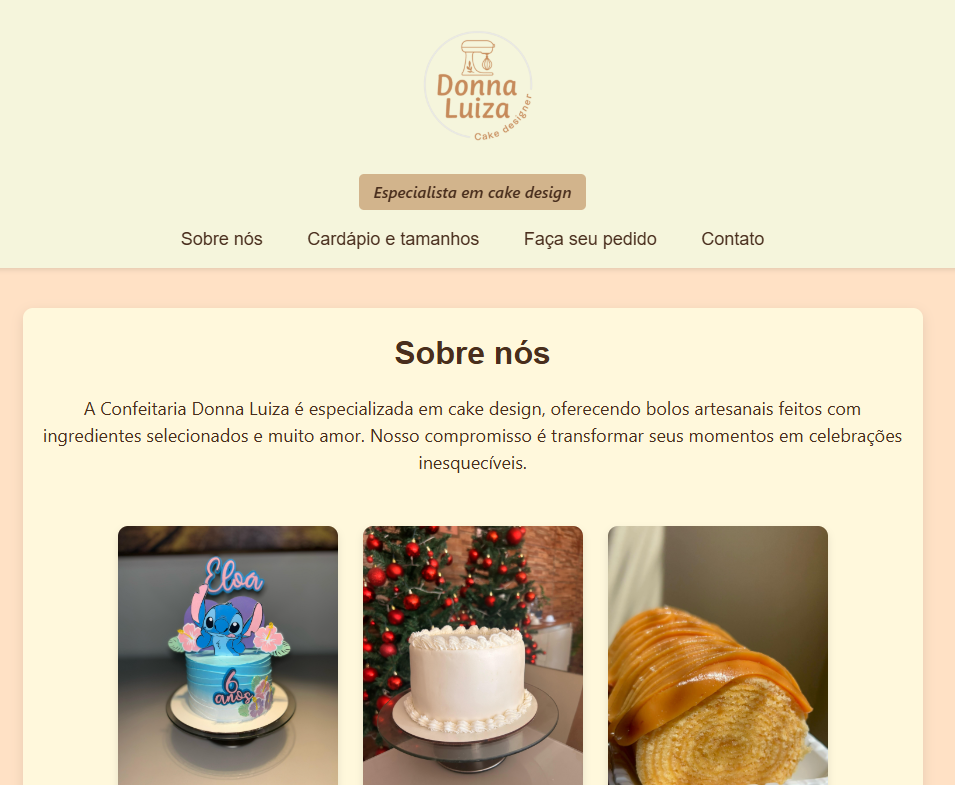 Donna
Luiza
Cake designer
Especialista em cake design
Sobre nós Cardápio e tamanhos Faça seu pedido Contato
Sobre nós
A Confeitaria Donna Luiza é especializada em cake design, oferecendo bolos artesanais feitos com
ingredientes selecionados e muito amor. Nosso compromisso é transformar seus momentos em celebrações
inesquecíveis.
Eloá
6
anos